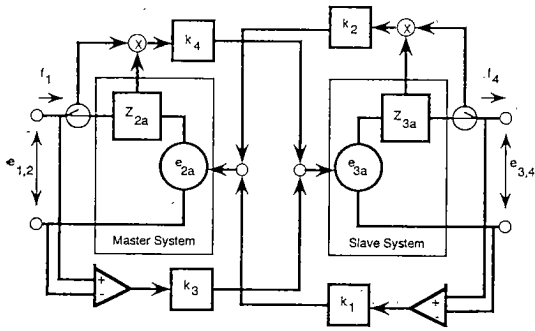 k₂
X
k₄
X
f₁
f₄
Z₂ₐ
Z₃ₐ
e₁,₂
e₂ₐ
e₃ₐ
e₃,₄
Master System
Slave System
+
-
k₃
k₁
+
-